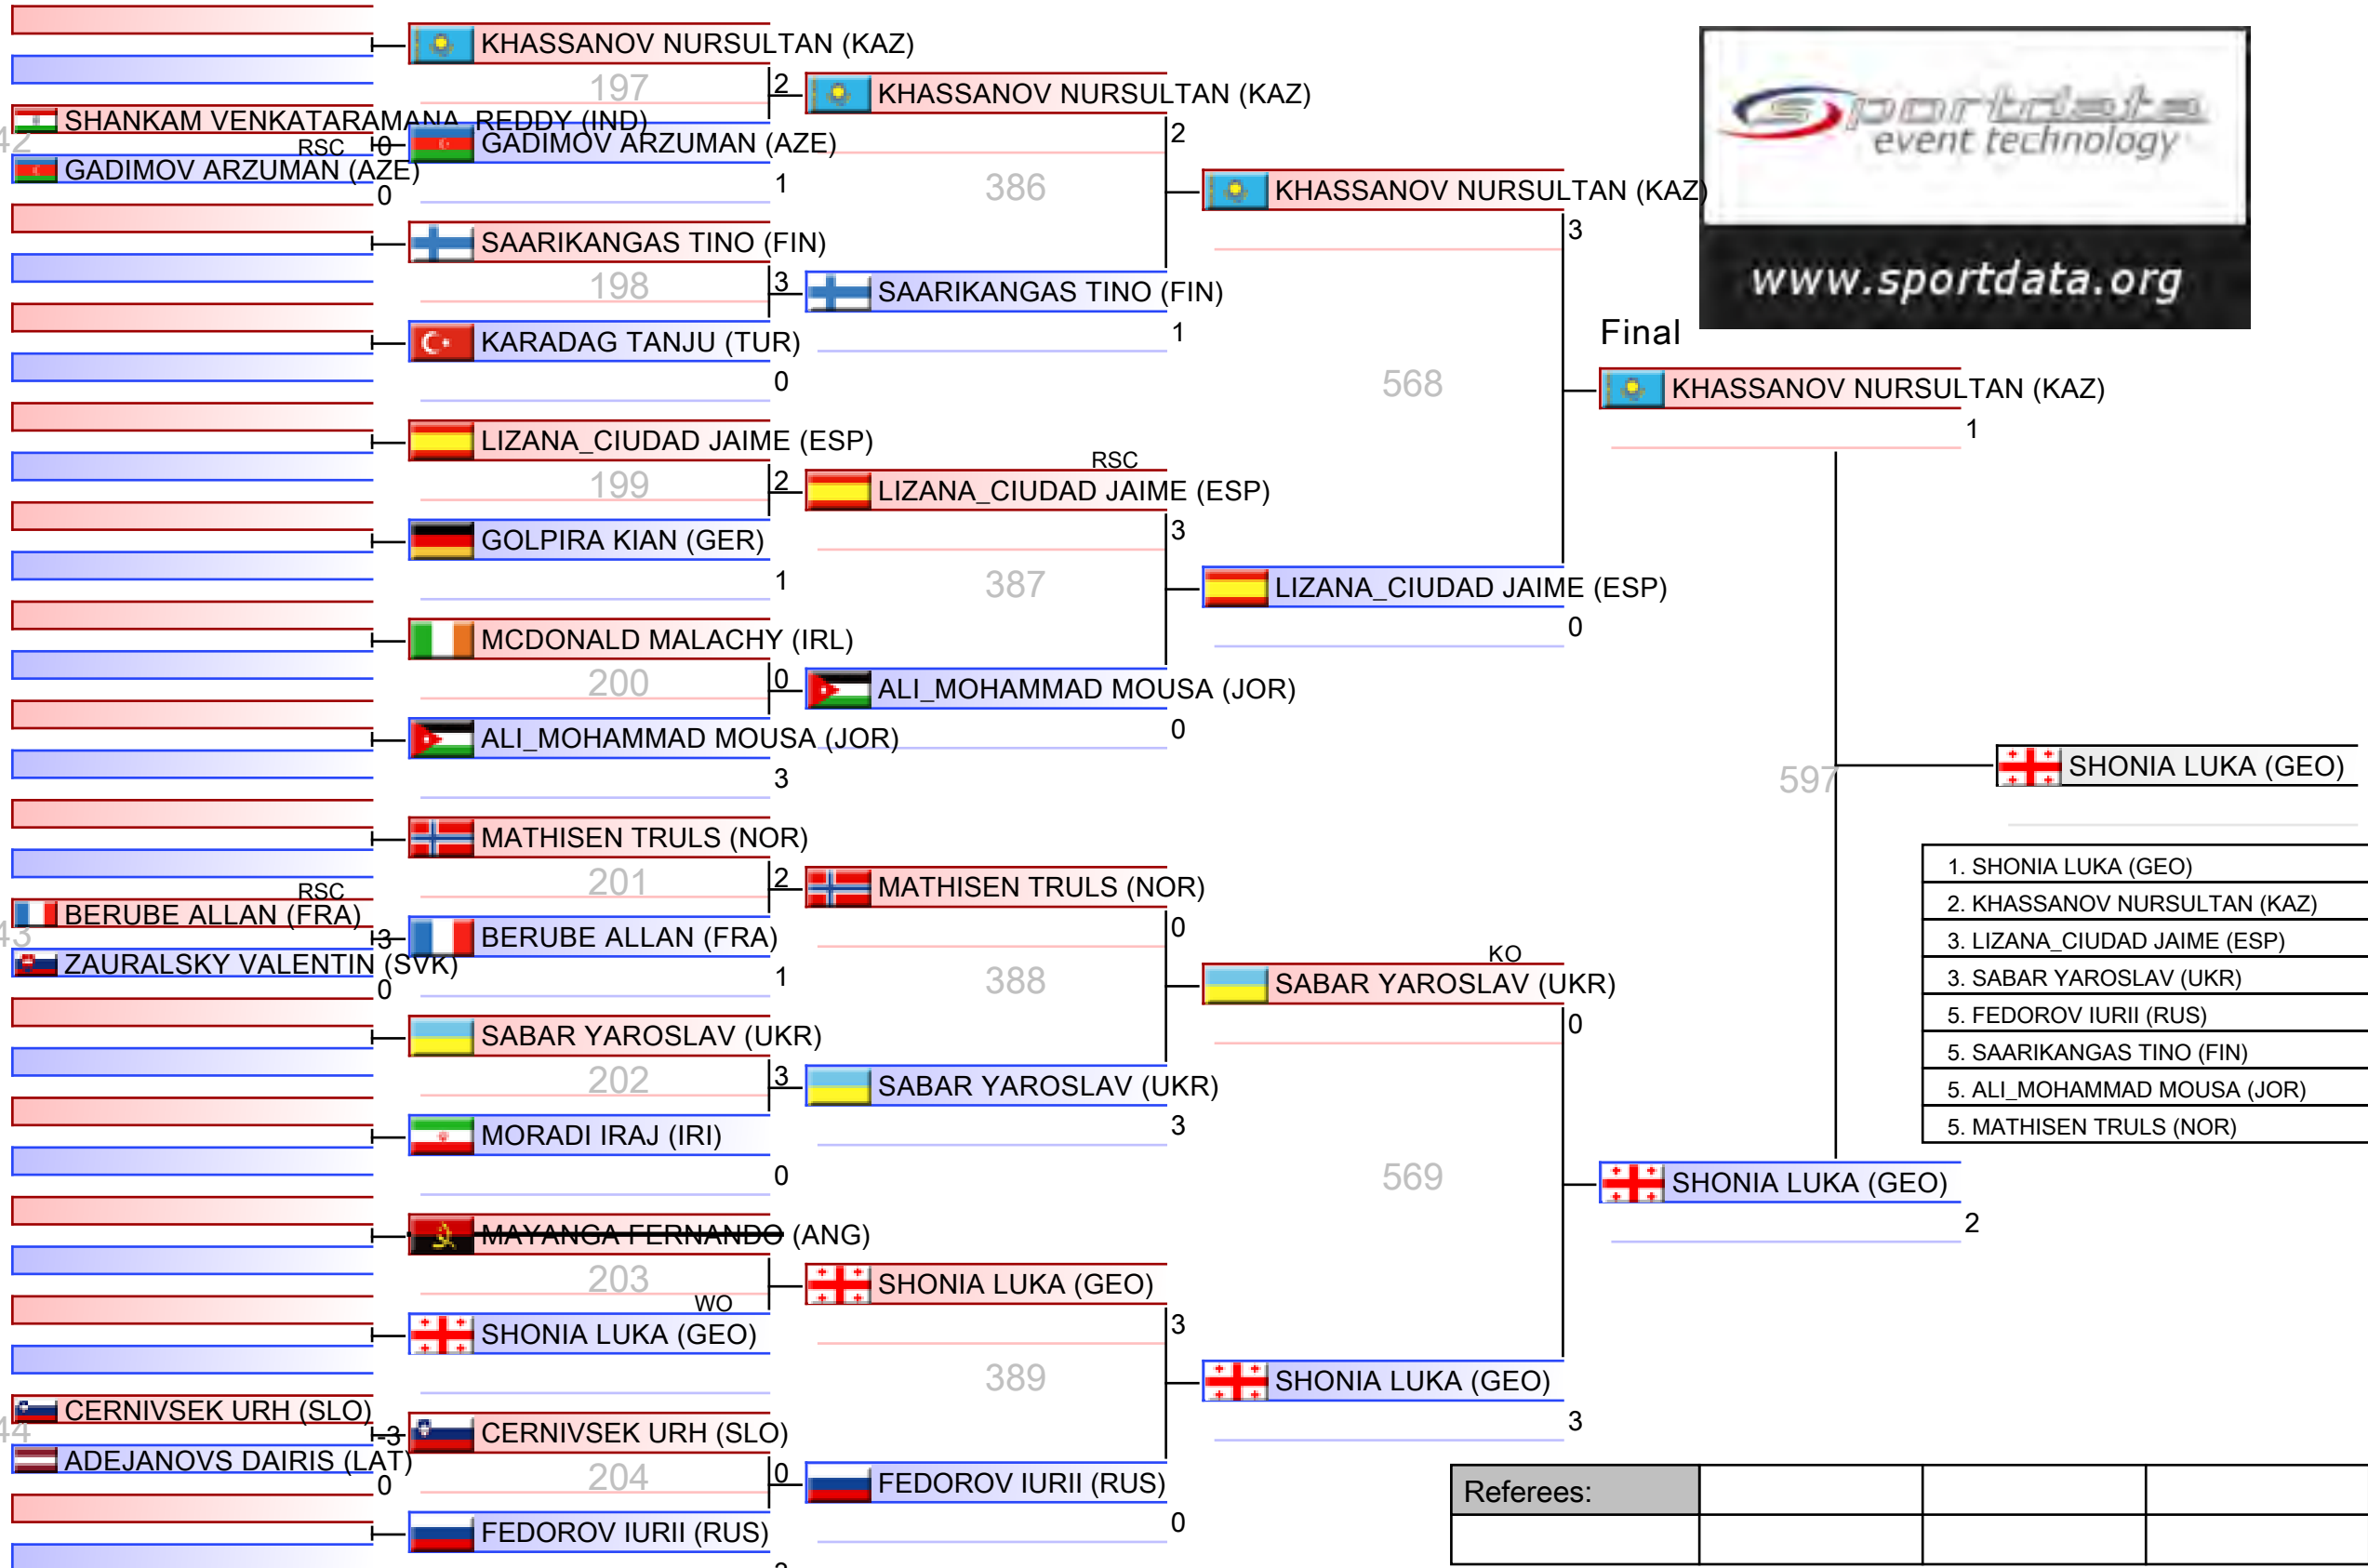 KHASSANOV NURSULTAN (KAZ)
197
2
GADIMOV ARZUMAN (AZE)
1
SHANKAM VENKATARAMANA_REDDY (IND)
42
RSC
0
GADIMOV ARZUMAN (AZE)
0
SAARIKANGAS TINO (FIN)
198
3
KARADAG TANJU (TUR)
0
LIZANA_CIUDAD JAIME (ESP)
199
2
GOLPIRA KIAN (GER)
1
MCDONALD MALACHY (IRL)
200
0
ALI_MOHAMMAD MOUSA (JOR)
3
MATHISEN TRULS (NOR)
201
2
RSC
BERUBE ALLAN (FRA)
43
3
ZAURALSKY VALENTIN (SVK)
0
BERUBE ALLAN (FRA)
1
SABAR YAROSLAV (UKR)
202
3
MORADI IRAJ (IRI)
0
MAYANGA FERNANDO (ANG)
203
WO
SHONIA LUKA (GEO)
CERNIVSEK URH (SLO)
44
3
ADEJANOVS DAIRIS (LAT)
0
CERNIVSEK URH (SLO)
204
0
FEDOROV IURII (RUS)
KHASSANOV NURSULTAN (KAZ)
2
386
SAARIKANGAS TINO (FIN)
1
RSC
LIZANA_CIUDAD JAIME (ESP)
3
387
ALI_MOHAMMAD MOUSA (JOR)
0
MATHISEN TRULS (NOR)
0
388
SABAR YAROSLAV (UKR)
3
SHONIA LUKA (GEO)
3
389
FEDOROV IURII (RUS)
0
KHASSANOV NURSULTAN (KAZ)
3
568
LIZANA_CIUDAD JAIME (ESP)
0
KO
SABAR YAROSLAV (UKR)
0
569
SHONIA LUKA (GEO)
3
sportdata
event technology
www.sportdata.org
Final
KHASSANOV NURSULTAN (KAZ)
1
597
SHONIA LUKA (GEO)
2
SHONIA LUKA (GEO)
1. SHONIA LUKA (GEO)
2. KHASSANOV NURSULTAN (KAZ)
3. LIZANA_CIUDAD JAIME (ESP)
3. SABAR YAROSLAV (UKR)
5. FEDOROV IURII (RUS)
5. SAARIKANGAS TINO (FIN)
5. ALI_MOHAMMAD MOUSA (JOR)
5. MATHISEN TRULS (NOR)
Referees: